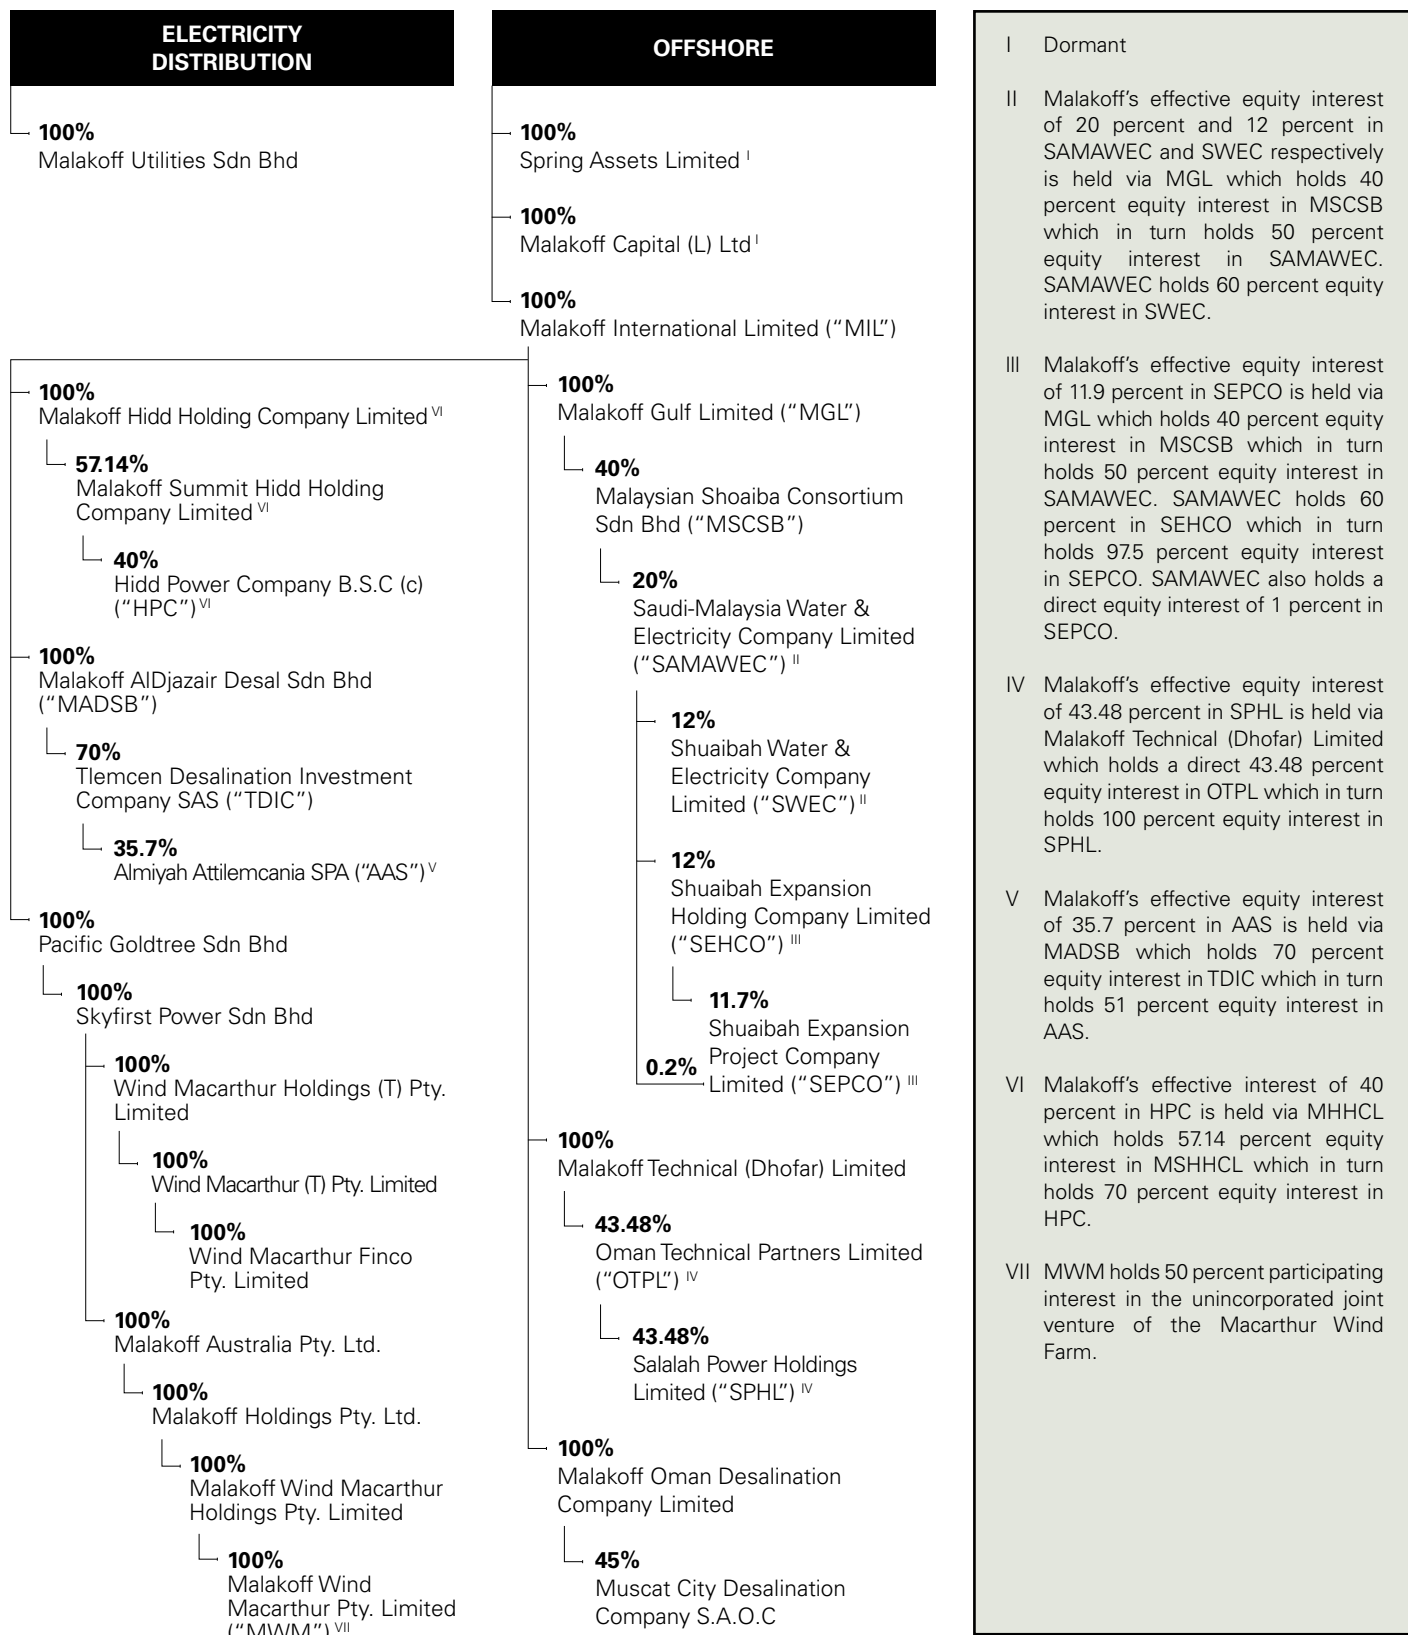 ELECTRICITY
DISTRIBUTION
100%
Malakoff Utilities Sdn Bhd
OFFSHORE
100%
Spring Assets Limited I
100%
Malakoff Capital (L) Ltd I
100%
Malakoff International Limited (“MIL”)
100%
Malakoff Hidd Holding Company Limited VI
57.14%
Malakoff Summit Hidd Holding
Company Limited VI
40%
Hidd Power Company B.S.C (c)
(“HPC”) VI
100%
Malakoff AlDjazair Desal Sdn Bhd
(“MADSB”)
70%
Tlemcen Desalination Investment
Company SAS (“TDIC”)
35.7%
Almiyah Attilemcania SPA (“AAS”) V
100%
Pacific Goldtree Sdn Bhd
100%
Skyfirst Power Sdn Bhd
100%
Wind Macarthur Holdings (T) Pty.
Limited
100%
Wind Macarthur (T) Pty. Limited
100%
Wind Macarthur Finco
Pty. Limited
100%
Malakoff Australia Pty. Ltd.
100%
Malakoff Holdings Pty. Ltd.
100%
Malakoff Wind Macarthur
Holdings Pty. Limited
100%
Malakoff Wind
Macarthur Pty. Limited
(“MWM”) VII
100%
Malakoff Gulf Limited (“MGL”)
40%
Malaysian Shoaiba Consortium
Sdn Bhd (“MSCSB”)
20%
Saudi-Malaysia Water &
Electricity Company Limited
(“SAMAWEC”) II
12%
Shuaibah Water &
Electricity Company
Limited (“SWEC”) II
12%
Shuaibah Expansion
Holding Company Limited
(“SEHCO”) III
11.7%
Shuaibah Expansion
Project Company
0.2% Limited (“SEPCO”) III
100%
Malakoff Technical (Dhofar) Limited
43.48%
Oman Technical Partners Limited
(“OTPL”) IV
43.48%
Salalah Power Holdings
Limited (“SPHL”) IV
100%
Malakoff Oman Desalination
Company Limited
45%
Muscat City Desalination
Company S.A.O.C
I Dormant
II Malakoff’s effective equity interest
of 20 percent and 12 percent in
SAMAWEC and SWEC respectively
is held via MGL which holds 40
percent equity interest in MSCSB
which in turn holds 50 percent
equity interest in SAMAWEC.
SAMAWEC holds 60 percent equity
interest in SWEC.
III Malakoff’s effective equity interest
of 11.9 percent in SEPCO is held via
MGL which holds 40 percent equity
interest in MSCSB which in turn
holds 50 percent equity interest in
SAMAWEC. SAMAWEC holds 60
percent in SEHCO which in turn
holds 97.5 percent equity interest
in SEPCO. SAMAWEC also holds a
direct equity interest of 1 percent in
SEPCO.
IV Malakoff’s effective equity interest
of 43.48 percent in SPHL is held via
Malakoff Technical (Dhofar) Limited
which holds a direct 43.48 percent
equity interest in OTPL which in turn
holds 100 percent equity interest in
SPHL.
V Malakoff’s effective equity interest
of 35.7 percent in AAS is held via
MADSB which holds 70 percent
equity interest in TDIC which in turn
holds 51 percent equity interest in
AAS.
VI Malakoff’s effective interest of 40
percent in HPC is held via MHHCL
which holds 57.14 percent equity
interest in MSHHCL which in turn
holds 70 percent equity interest in
HPC.
VII MWM holds 50 percent participating
interest in the unincorporated joint
venture of the Macarthur Wind
Farm.